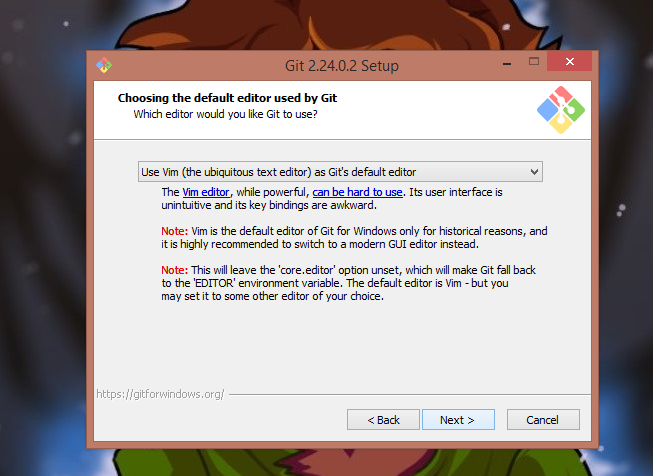 Git 2.24.0.2 Setup
Choosing the default editor used by Git
Which editor would you like Git to use?
Use Vim (the ubiquitous text editor) as Git's default editor
The Vim editor, while powerful, can be hard to use. Its user interface is
unintuitive and its key bindings are awkward.
Note: Vim is the default editor of Git for Windows only for historical reasons, and
it is highly recommended to switch to a modern GUI editor instead.
Note: This will leave the 'core.editor' option unset, which will make Git fall back
to the 'EDITOR' environment variable. The default editor is Vim - but you
may set it to some other editor of your choice.
https://gitforwindows.org/
< Back
Next >
Cancel